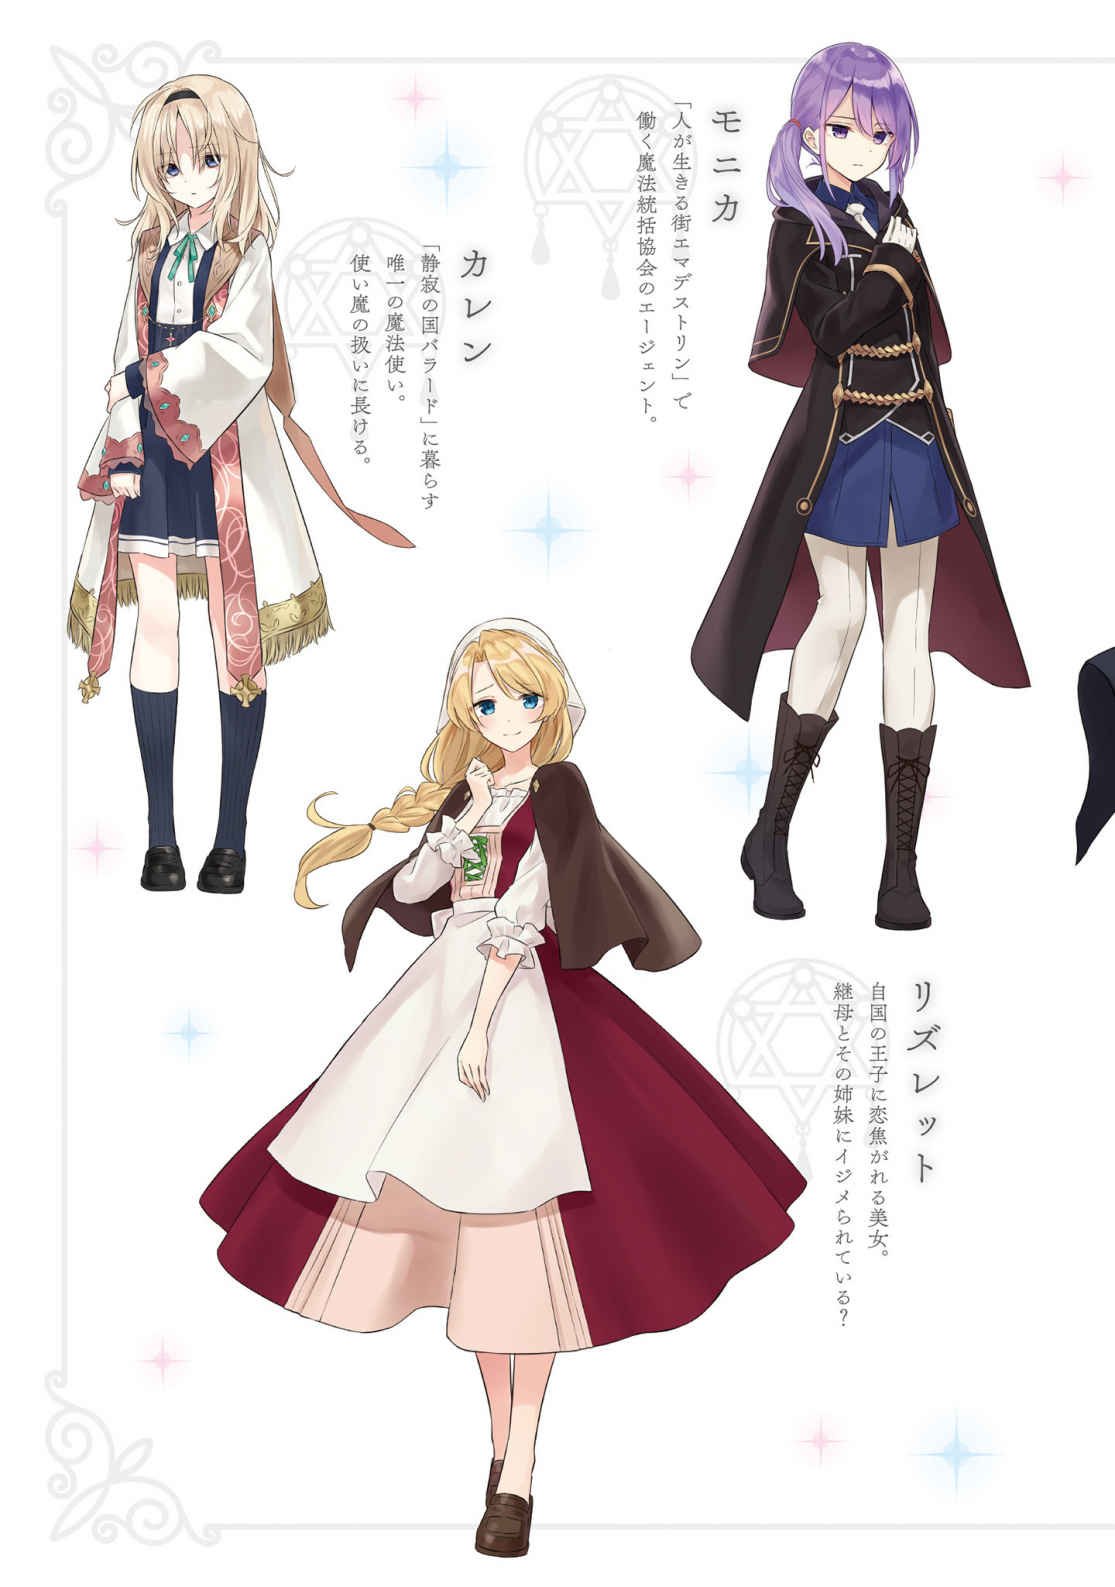 モニカ
「人が生きる街エマデストリン」で
働く魔法統括協会のエージェント。
カレン
「静寂の国バラード」に暮らす
唯一の魔法使い。
使い魔の扱いに長ける。
リズレット
自国の王子に恋焦がれる美女。
継母とその姉妹にイジメられている?